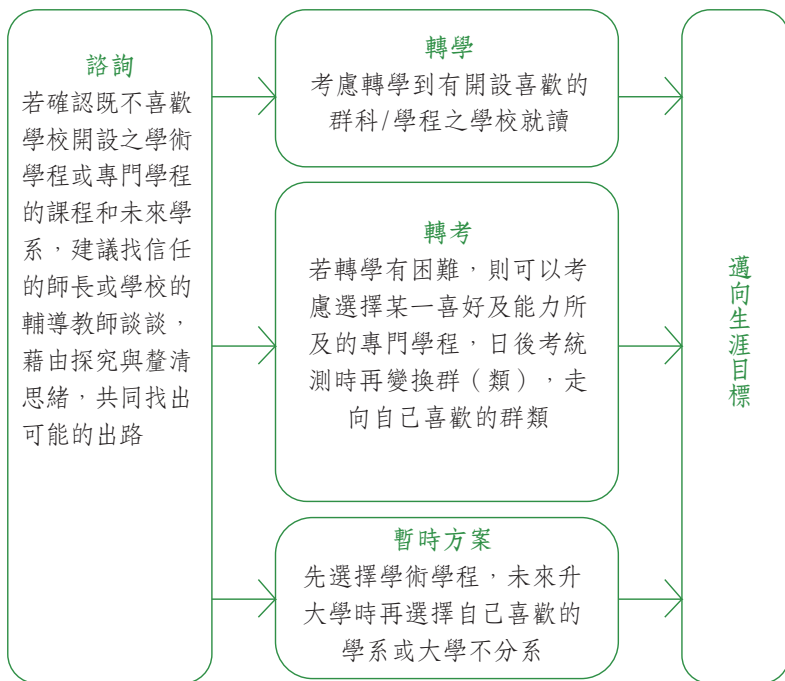 諮詢
若確認既不喜歡
學校開設之學術
學程或專門學程
的課程和未來學
系，建議找信任
的師長或學校的
輔導教師談談，
藉由探究與釐清
思緒，共同找出
可能的出路
轉學
考慮轉學到有開設喜歡的
群科/學程之學校就讀
轉考
若轉學有困難，則可以考
慮選擇某一喜好及能力所
及的專門學程，日後考統
測時再變換群（類），走
向自己喜歡的群類
暫時方案
先選擇學術學程，未來升
大學時再選擇自己喜歡的
學系或大學不分系
邁向生涯目標